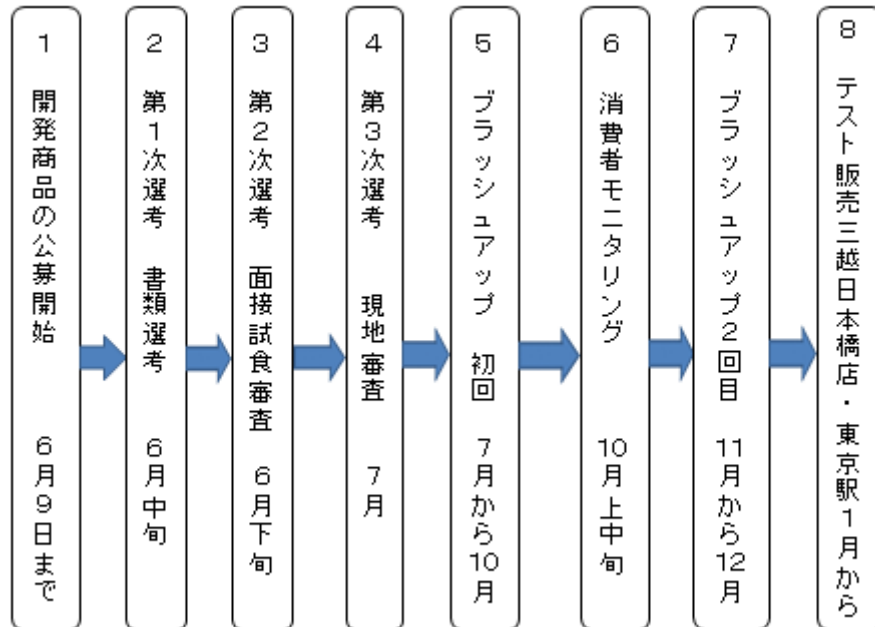 1 開発商品の公募開始 6月9日まで
2 第1次選考 書類選考 6月中旬
3 第2次選考 面接試食審査 6月下旬
4 第3次選考 現地審査 7月
5 ブラッシュアップ 初回 7月から10月
6 消費者モニタリング 10月上中旬
7 ブラッシュアップ2回目 11月から12月
8 テスト販売三越日本橋店・東京駅1月から